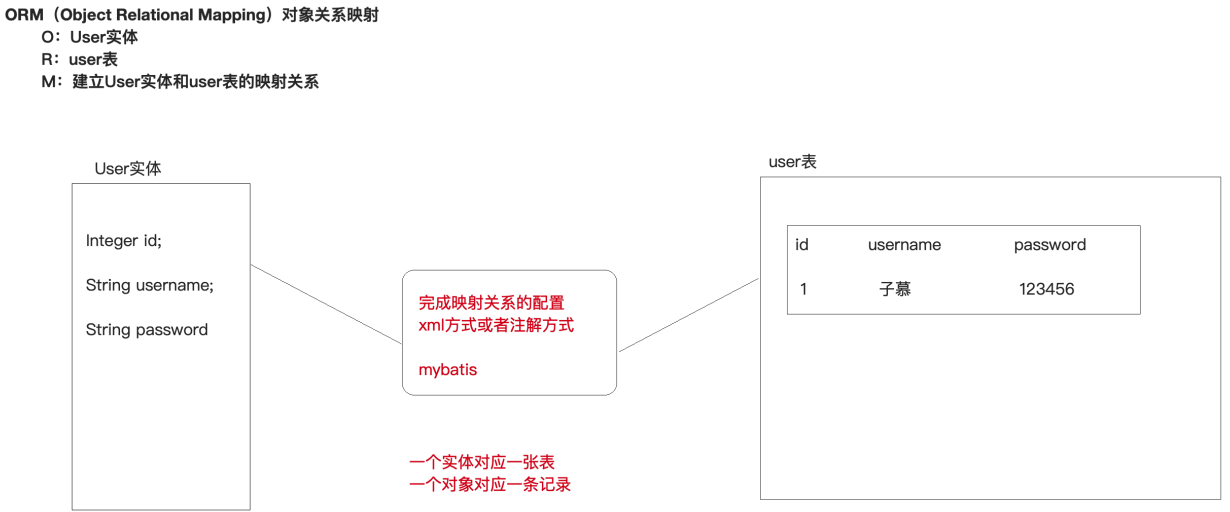 ORM（Object Relational Mapping）对象关系映射
O：User实体
R：user表
M：建立User实体和user表的映射关系
User实体
Integer id;
String username;
String password
完成映射关系的配置
xml方式或者注解方式
mybatis
一个实体对应一张表
一个对象对应一条记录
user表
id username password
1 子慕 123456